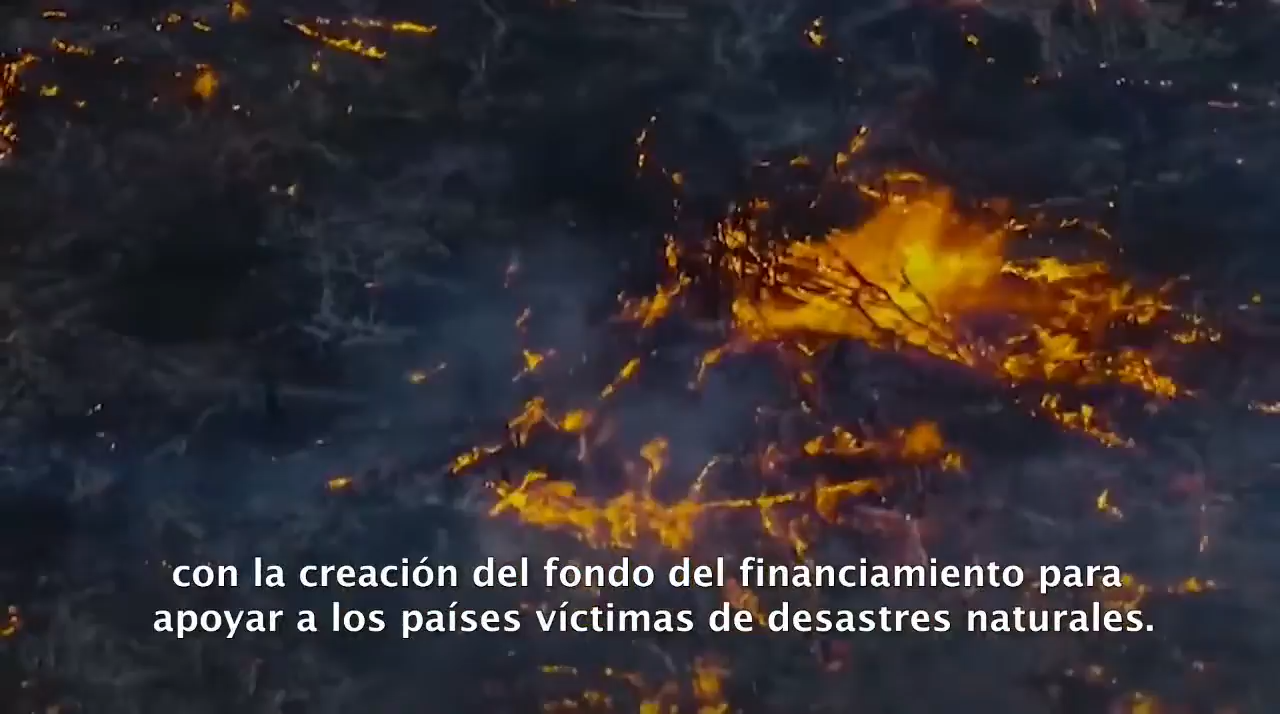 con la creación del fondo del financiamiento para
apoyar a los países víctimas de desastres naturales.